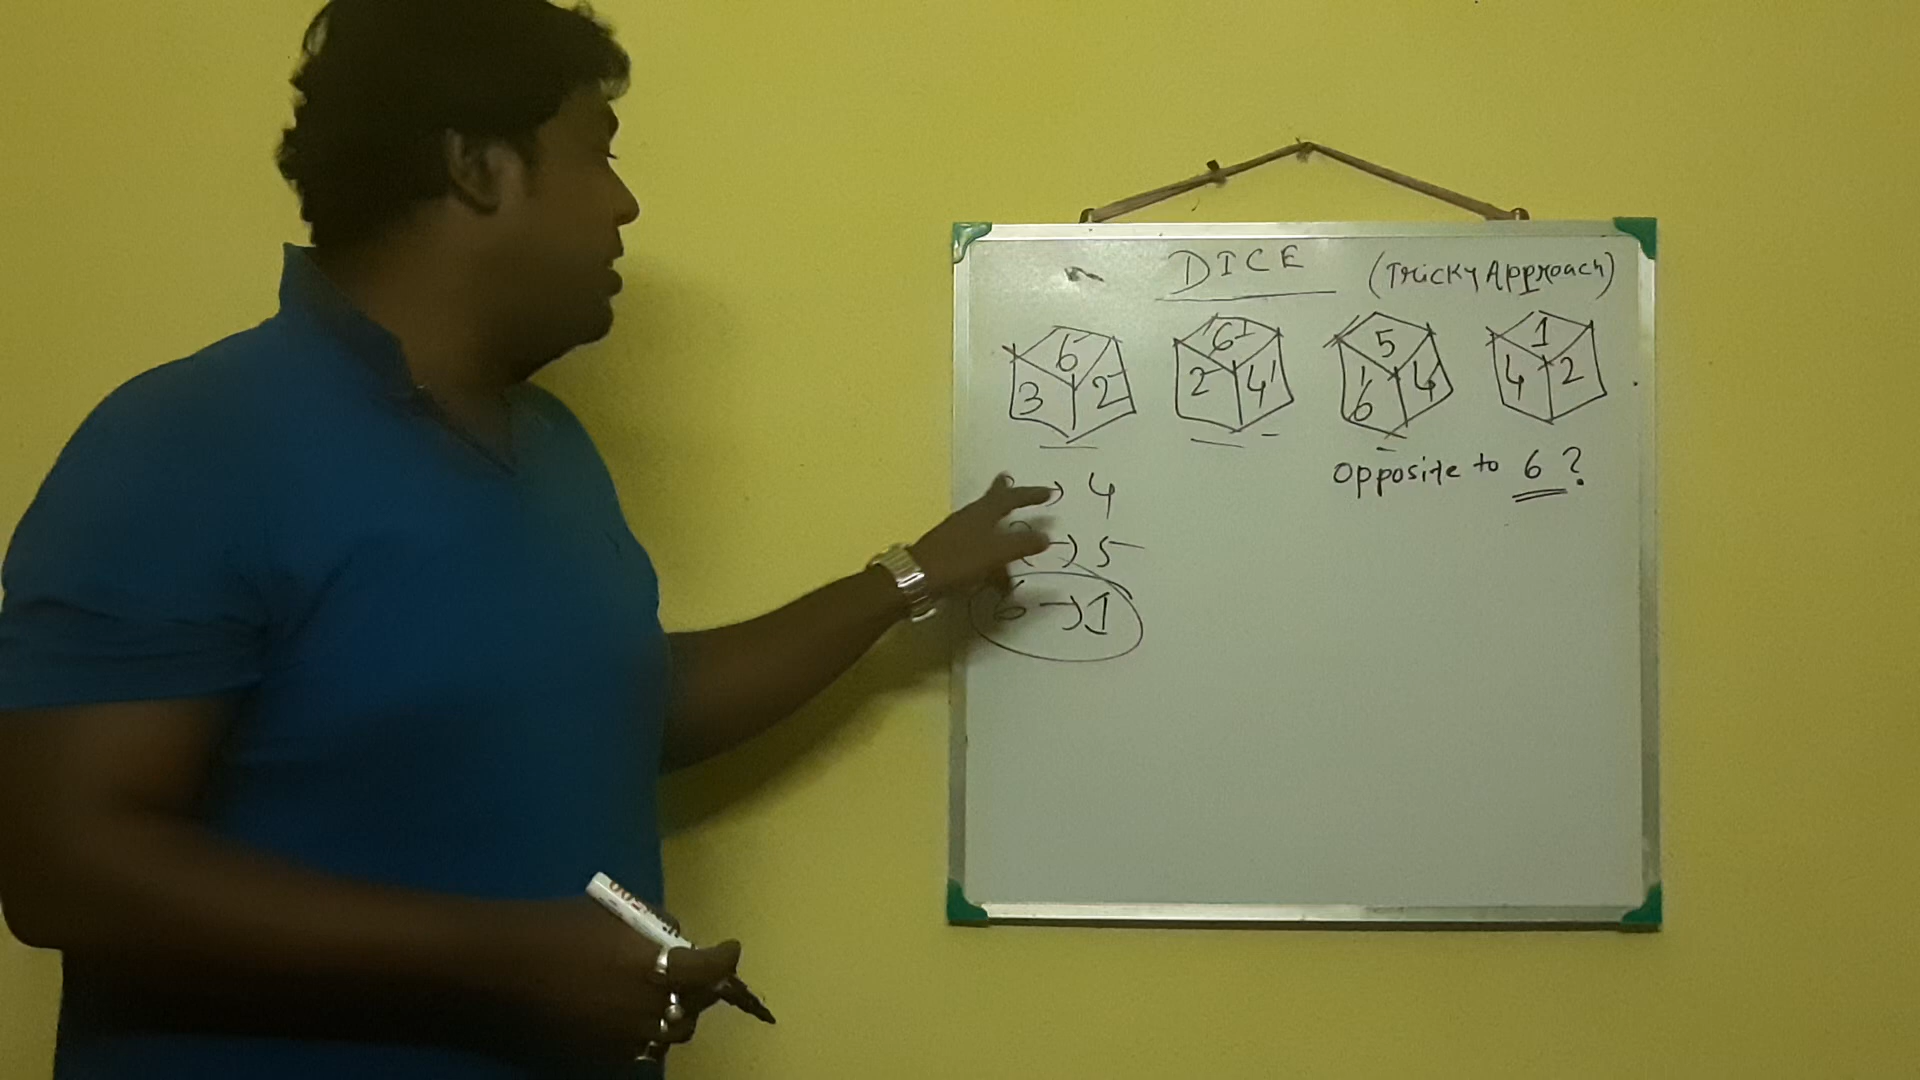 DICE (Tricky Approach)
6 3 2
6 2 4
5 6 4
1 4 2
Opposite to 6 ?
→ 4
2 → 5
6 → 1